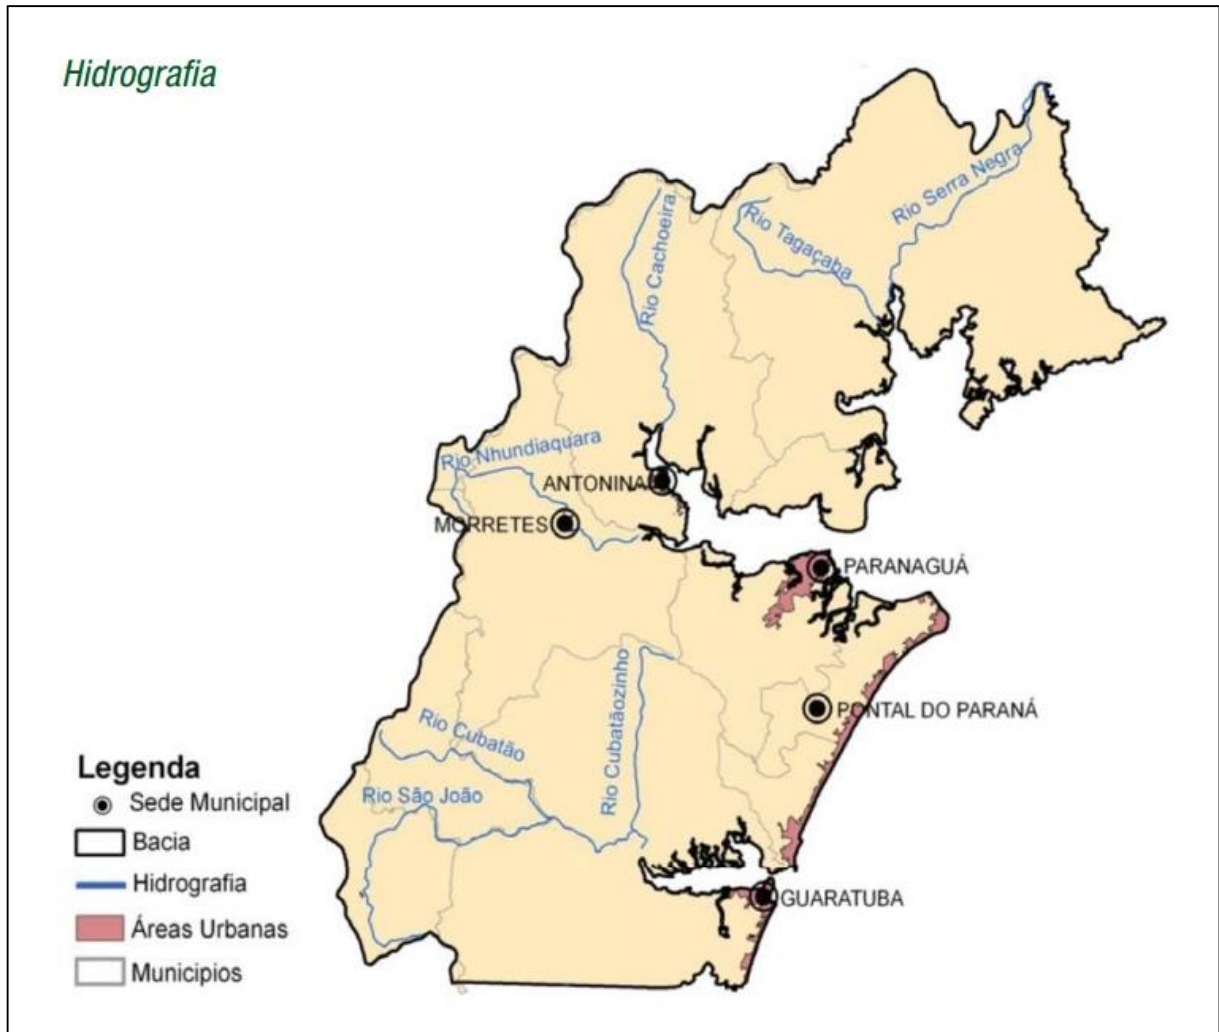 Hidrografia
Rio Serra Negra
Rio Tagaçaba
Rio Cachoeira
Rio Nhundiaquara
ANTONINA
MORRETES
PARANAGUÁ
Rio Cubatãozinho
PONTAL DO PARANÁ
Rio Cubatão
Rio São João
GUARATUBA
Legenda
Sede Municipal
Bacia
Hidrografia
Áreas Urbanas
Municipios